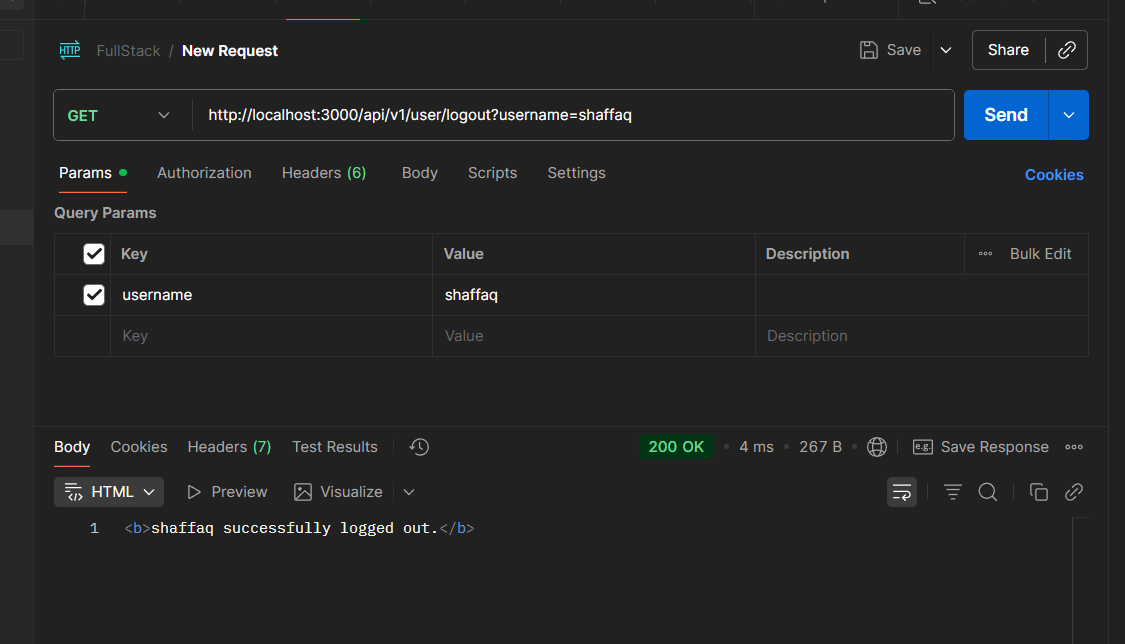 HTTP FullStack / New Request Save Share
GET http://localhost:3000/api/v1/user/logout?username=shaffaq Send
Params Authorization Headers (6) Body Scripts Settings Cookies
Query Params
Key Value Description Bulk Edit
username shaffaq
Key Value Description
Body Cookies Headers (7) Test Results 200 OK • 4 ms • 267 B • e.g. Save Response
HTML Preview Visualize
1 <b>shaffaq successfully logged out.</b>